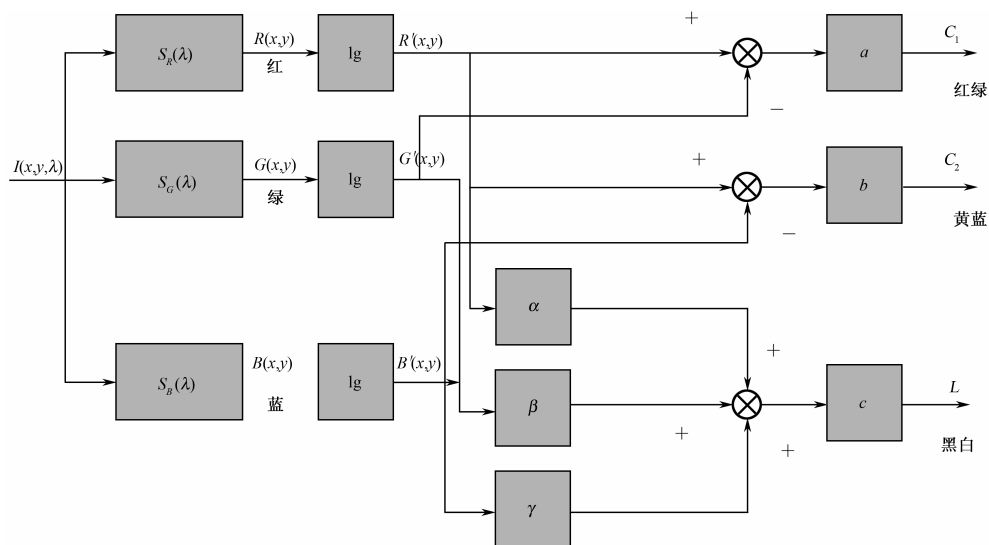 S_R(λ) R(x,y) 红 lg R′(x,y) + − a C₁ 红绿
I(x,y,λ)
S_G(λ) G(x,y) 绿 lg G′(x,y) + − b C₂ 黄蓝
α +
S_B(λ) B(x,y) 蓝 lg B′(x,y)
β + + c L 黑白
γ